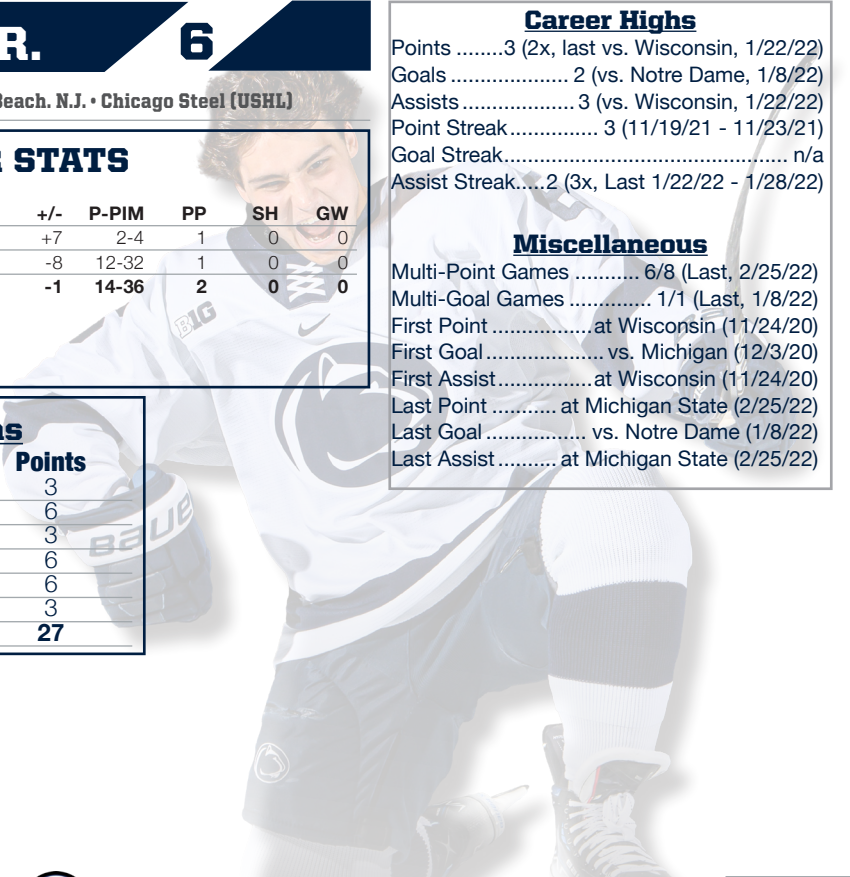 R. 6
Beach. N.J. • Chicago Steel (USHL)
STATS
+/- P-PIM PP SH GW
+7 2-4 1 0 0
-8 12-32 1 0 0
-1 14-36 2 0 0
Points
3
6
3
6
6
3
27
Career Highs
Points ........3 (2x, last vs. Wisconsin, 1/22/22)
Goals .................... 2 (vs. Notre Dame, 1/8/22)
Assists ................... 3 (vs. Wisconsin, 1/22/22)
Point Streak............... 3 (11/19/21 - 11/23/21)
Goal Streak................................................ n/a
Assist Streak.....2 (3x, Last 1/22/22 - 1/28/22)
Miscellaneous
Multi-Point Games ........... 6/8 (Last, 2/25/22)
Multi-Goal Games .............. 1/1 (Last, 1/8/22)
First Point .................at Wisconsin (11/24/20)
First Goal .................... vs. Michigan (12/3/20)
First Assist................at Wisconsin (11/24/20)
Last Point ........... at Michigan State (2/25/22)
Last Goal ................. vs. Notre Dame (1/8/22)
Last Assist .......... at Michigan State (2/25/22)
B1G